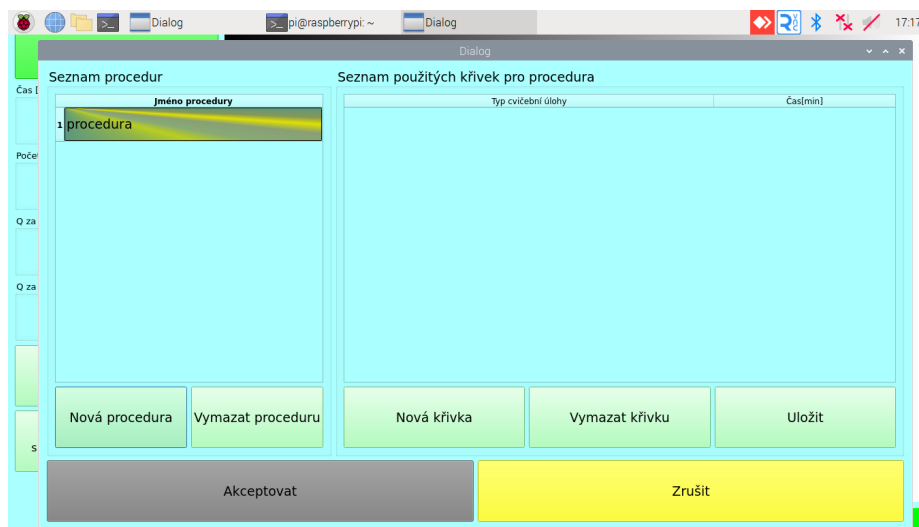 Dialog
pi@raspberrypi: ~
Dialog
17:17
Dialog
Čas [
Počet
Q za
Q za
s
Seznam procedur
Jméno procedury
1 procedura
Nová procedura
Vymazat proceduru
Seznam použitých křivek pro procedura
Typ cvičební úlohy
Čas[min]
Nová křivka
Vymazat křivku
Uložit
Akceptovat
Zrušit